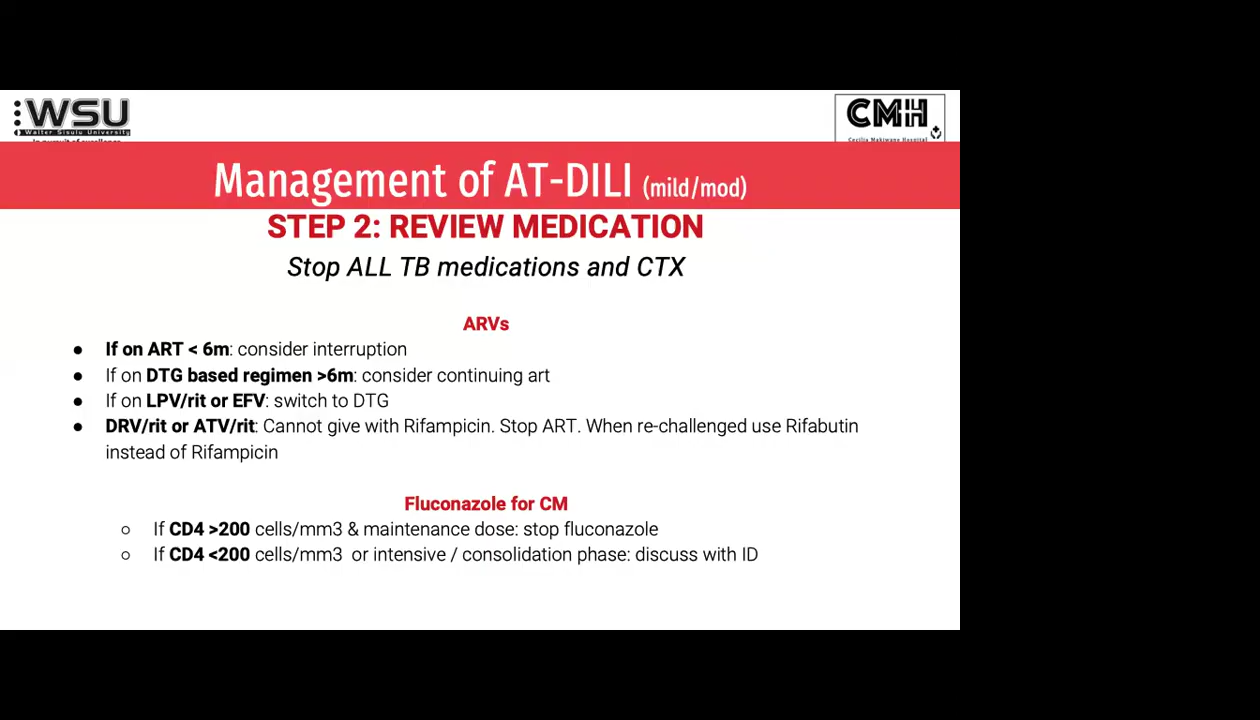 WSU
Walter Sisulu University
CMH
Cecilia Makiwane Hospital
Management of AT-DILI (mild/mod)
STEP 2: REVIEW MEDICATION
Stop ALL TB medications and CTX
ARVs
● If on ART < 6m: consider interruption
● If on DTG based regimen >6m: consider continuing art
● If on LPV/rit or EFV: switch to DTG
● DRV/rit or ATV/rit: Cannot give with Rifampicin. Stop ART. When re-challenged use Rifabutin
instead of Rifampicin
Fluconazole for CM
○ If CD4 >200 cells/mm3 & maintenance dose: stop fluconazole
○ If CD4 <200 cells/mm3 or intensive / consolidation phase: discuss with ID